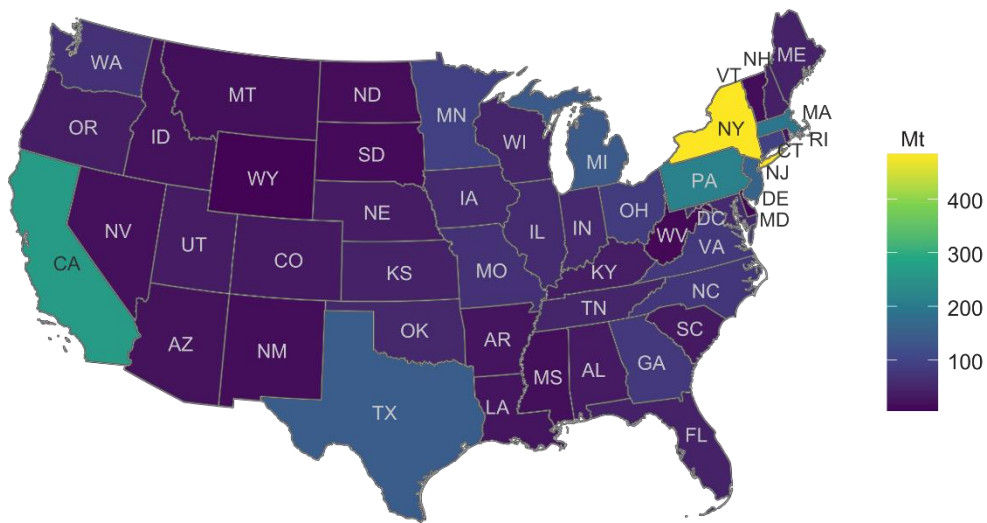 WA
MT
ND
MN
OR
ID
SD
WI
WY
IA
NE
MI
VT
NH
ME
NY
MA
RI
CT
PA
NJ
DE
MD
DC
OH
IN
IL
WV
VA
NV
UT
CO
CA
KS
MO
KY
NC
TN
AZ
NM
OK
AR
SC
GA
AL
MS
LA
TX
FL
Mt
400
300
200
100